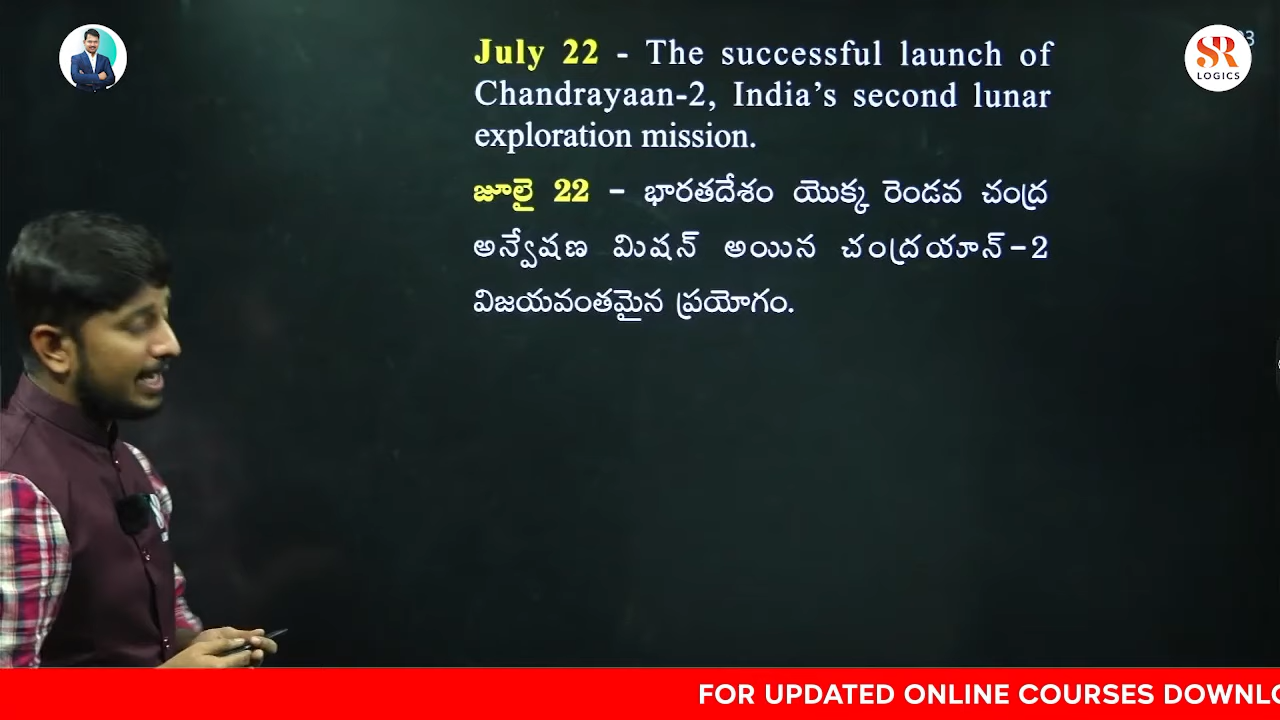 July 22 - The successful launch of
Chandrayaan-2, India’s second lunar
exploration mission.
జూలై 22 - భారతదేశం యొక్క రెండవ చంద్ర
అన్వేషణ మిషన్ అయిన చంద్రయాన్-2
విజయవంతమైన ప్రయోగం.
SR
LOGICS
FOR UPDATED ONLINE COURSES DOWNLO